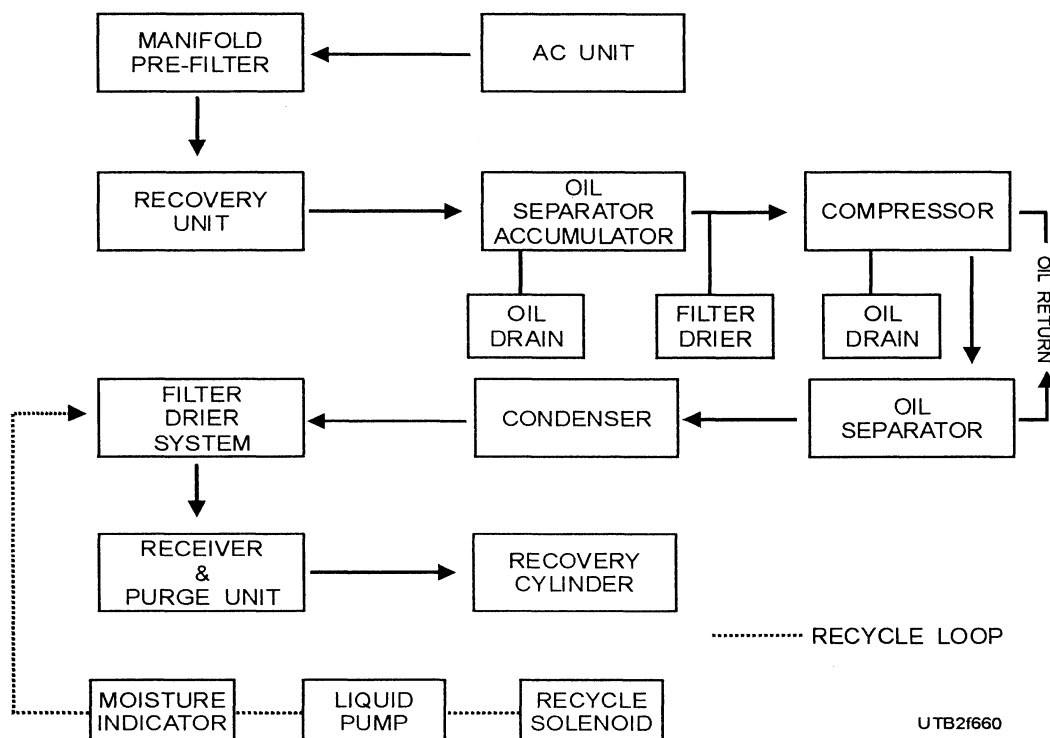 MANIFOLD
PRE-FILTER
AC UNIT
RECOVERY
UNIT
OIL
SEPARATOR
ACCUMULATOR
COMPRESSOR
OIL RETURN
OIL
DRAIN
FILTER
DRIER
OIL
DRAIN
FILTER
DRIER
SYSTEM
CONDENSER
OIL
SEPARATOR
RECEIVER
&
PURGE UNIT
RECOVERY
CYLINDER
RECYCLE LOOP
MOISTURE
INDICATOR
LIQUID
PUMP
RECYCLE
SOLENOID
UTB2f660